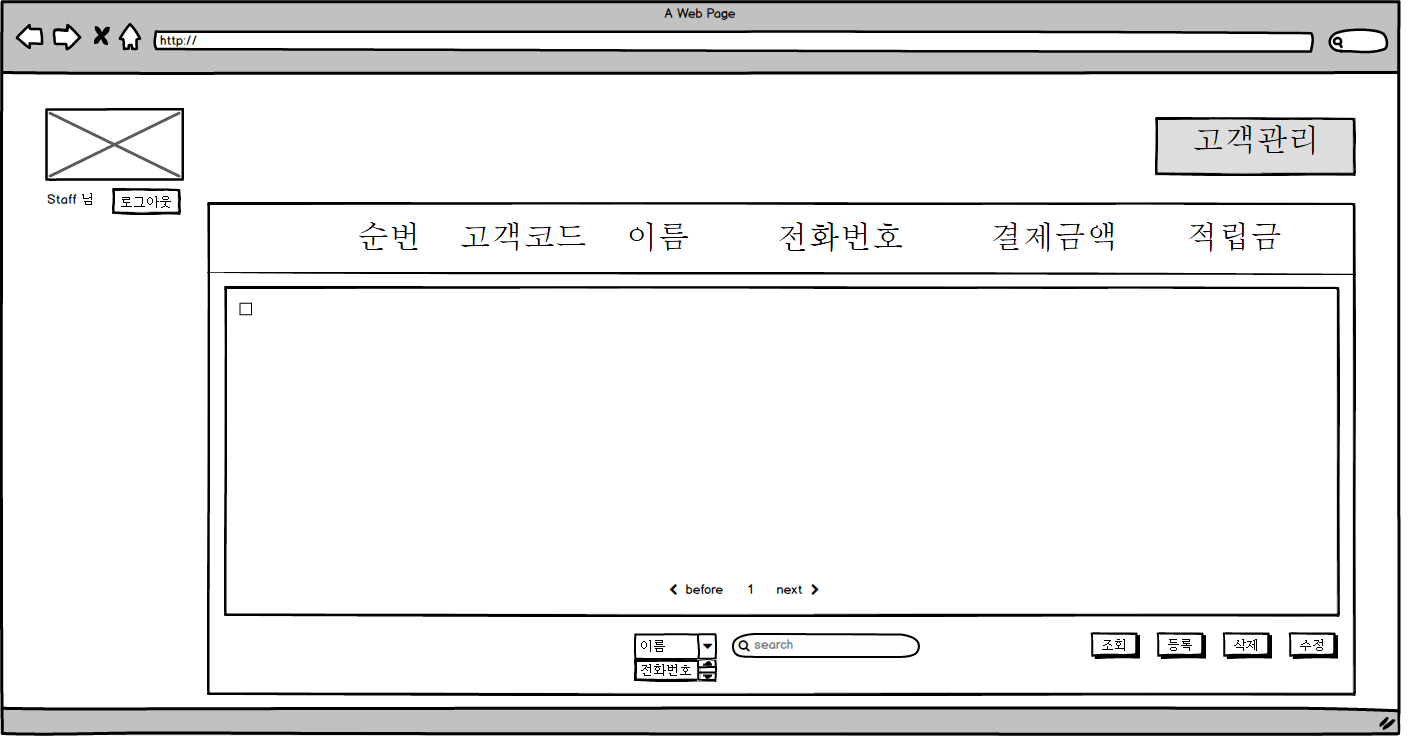 A Web Page
http://
고객관리
Staff 님
로그아웃
순번 고객코드 이름 전화번호 결제금액 적립금
before 1 next
이름
search
조회 등록 삭제 수정
전화번호